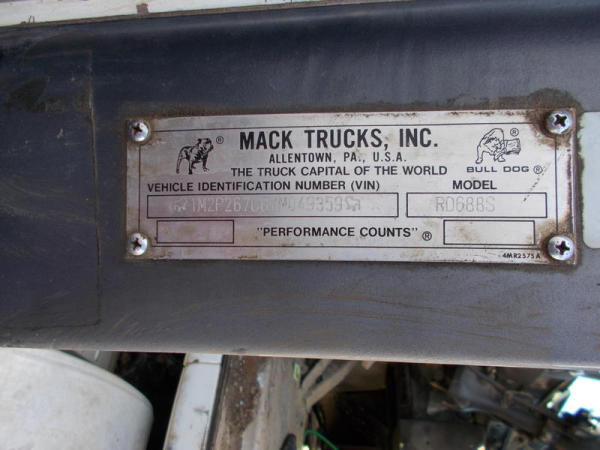 MACK TRUCKS, INC.
ALLENTOWN, PA., U.S.A.
THE TRUCK CAPITAL OF THE WORLD
BULL DOG ®
VEHICLE IDENTIFICATION NUMBER (VIN)
MODEL
RD688S
"PERFORMANCE COUNTS"®
4MR2575A